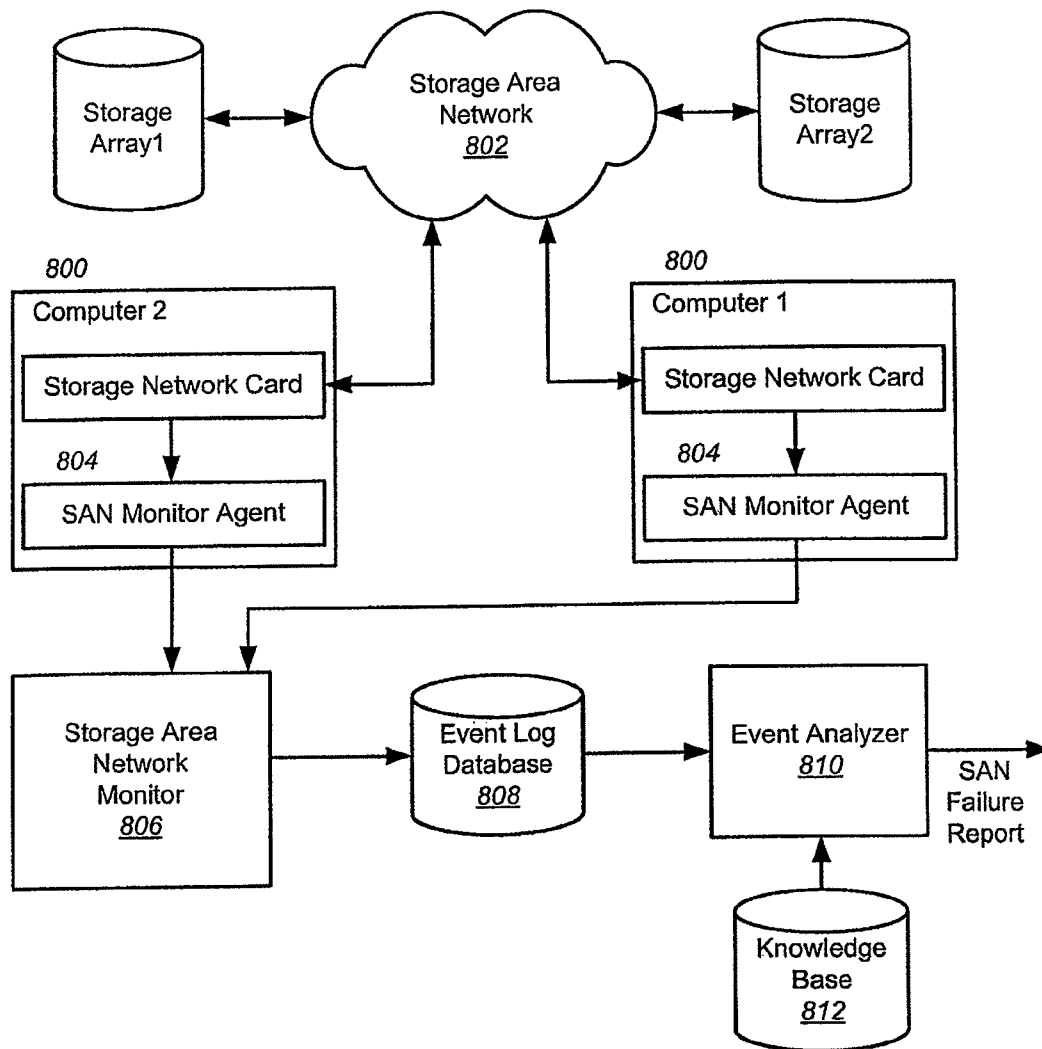 Storage
Array1
Storage Area
Network
802
Storage
Array2
800
Computer 2
Storage Network Card
804
SAN Monitor Agent
800
Computer 1
Storage Network Card
804
SAN Monitor Agent
Storage Area
Network
Monitor
806
Event Log
Database
808
Event Analyzer
810
SAN
Failure
Report
Knowledge
Base
812